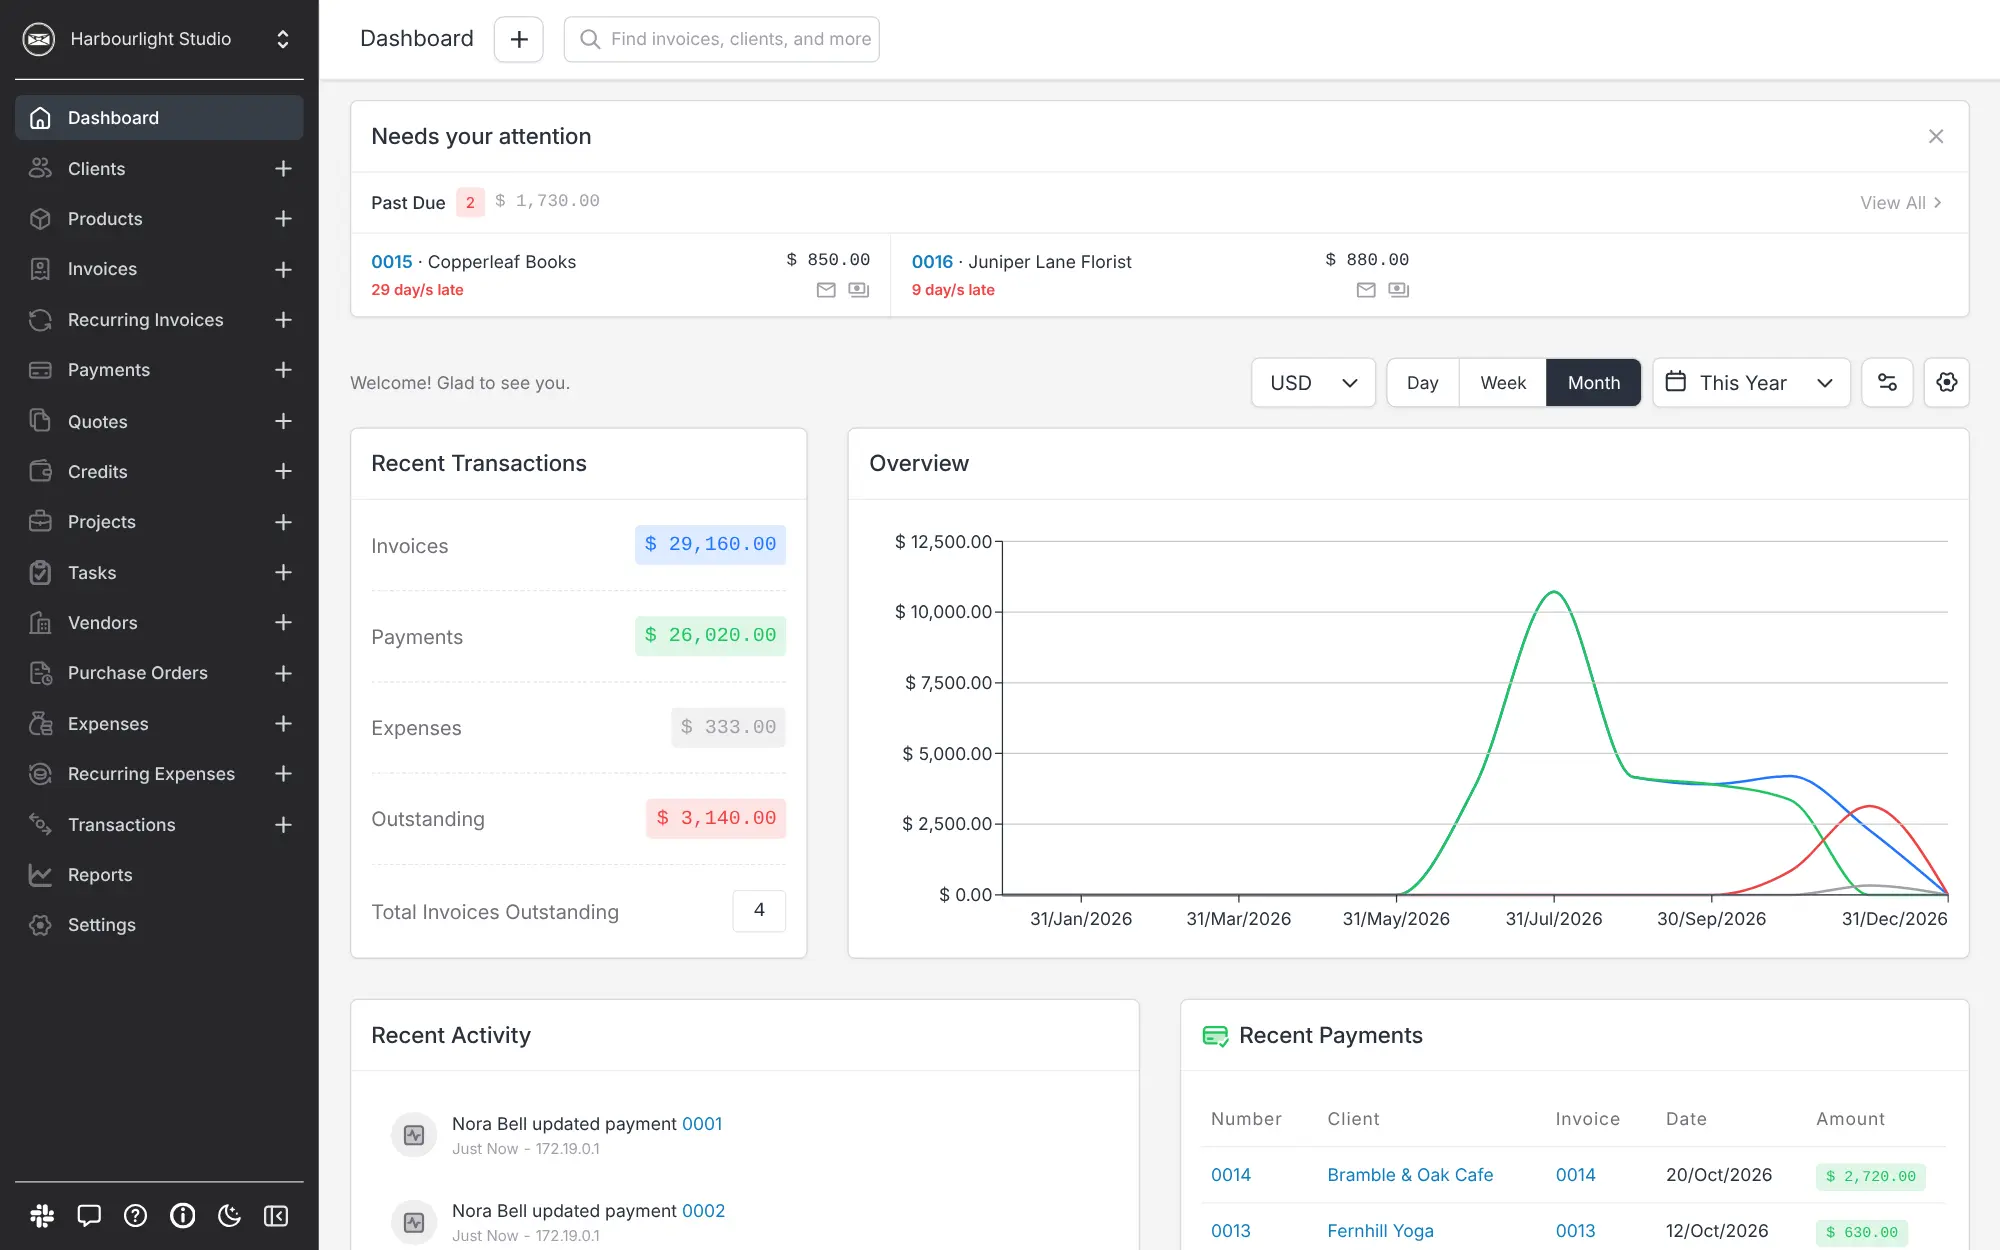 Harbourlight Studio
Dashboard
Clients
Products
Invoices
Recurring Invoices
Payments
Quotes
Credits
Projects
Tasks
Vendors
Purchase Orders
Expenses
Recurring Expenses
Transactions
Reports
Settings
Dashboard
Find invoices, clients, and more
Needs your attention
Past Due 2 $ 1,730.00
View All
0015 · Copperleaf Books $ 850.00
29 day/s late
0016 · Juniper Lane Florist $ 880.00
9 day/s late
Welcome! Glad to see you.
USD
Day Week Month
This Year
Recent Transactions
Invoices $ 29,160.00
Payments $ 26,020.00
Expenses $ 333.00
Outstanding $ 3,140.00
Total Invoices Outstanding 4
Overview
$ 12,500.00
$ 10,000.00
$ 7,500.00
$ 5,000.00
$ 2,500.00
$ 0.00
31/Jan/2026 31/Mar/2026 31/May/2026 31/Jul/2026 30/Sep/2026 31/Dec/2026
Recent Activity
Nora Bell updated payment 0001
Just Now - 172.19.0.1
Nora Bell updated payment 0002
Just Now - 172.19.0.1
Recent Payments
Number Client Invoice Date Amount
0014 Bramble & Oak Cafe 0014 20/Oct/2026 $ 2,720.00
0013 Fernhill Yoga 0013 12/Oct/2026 $ 630.00